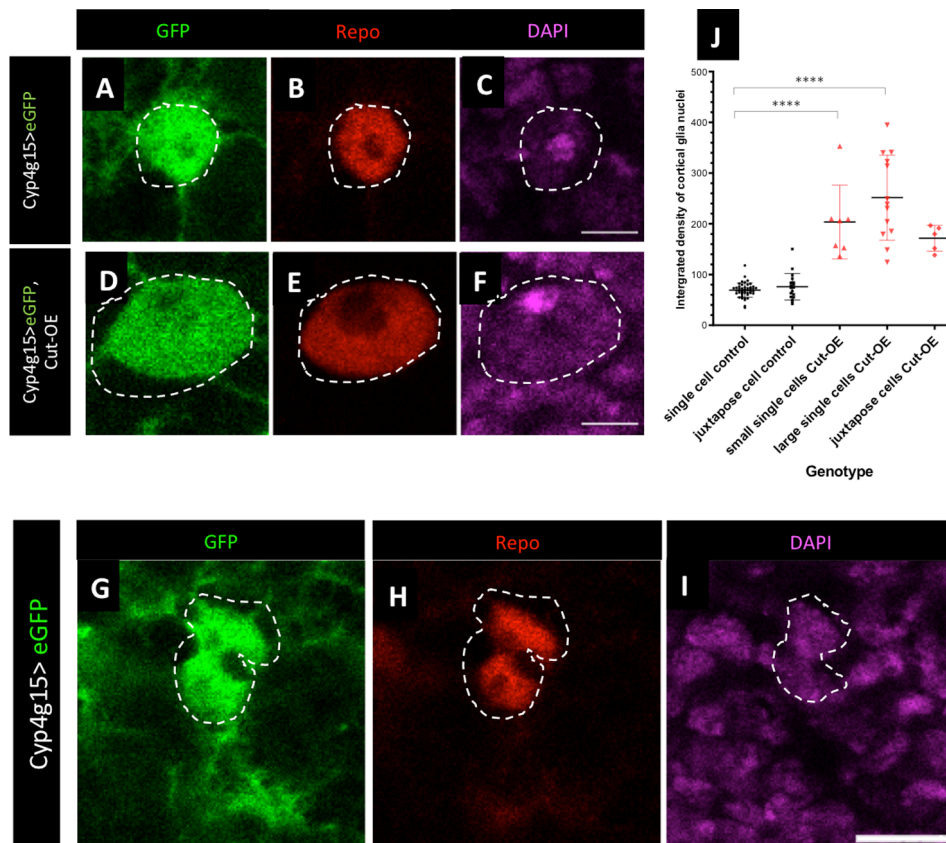 GFP
Repo
DAPI
Cyp4g15>eGFP
A
B
C
Cyp4g15>eGFP,
Cut-OE
D
E
F
J
Intergrated density of cortical glia nuclei
500
400
300
200
100
0
****
****
single cell control
juxtapose cell control
small single cells Cut-OE
large single cells Cut-OE
juxtapose cells Cut-OE
Genotype
GFP
Repo
DAPI
Cyp4g15> eGFP
G
H
I